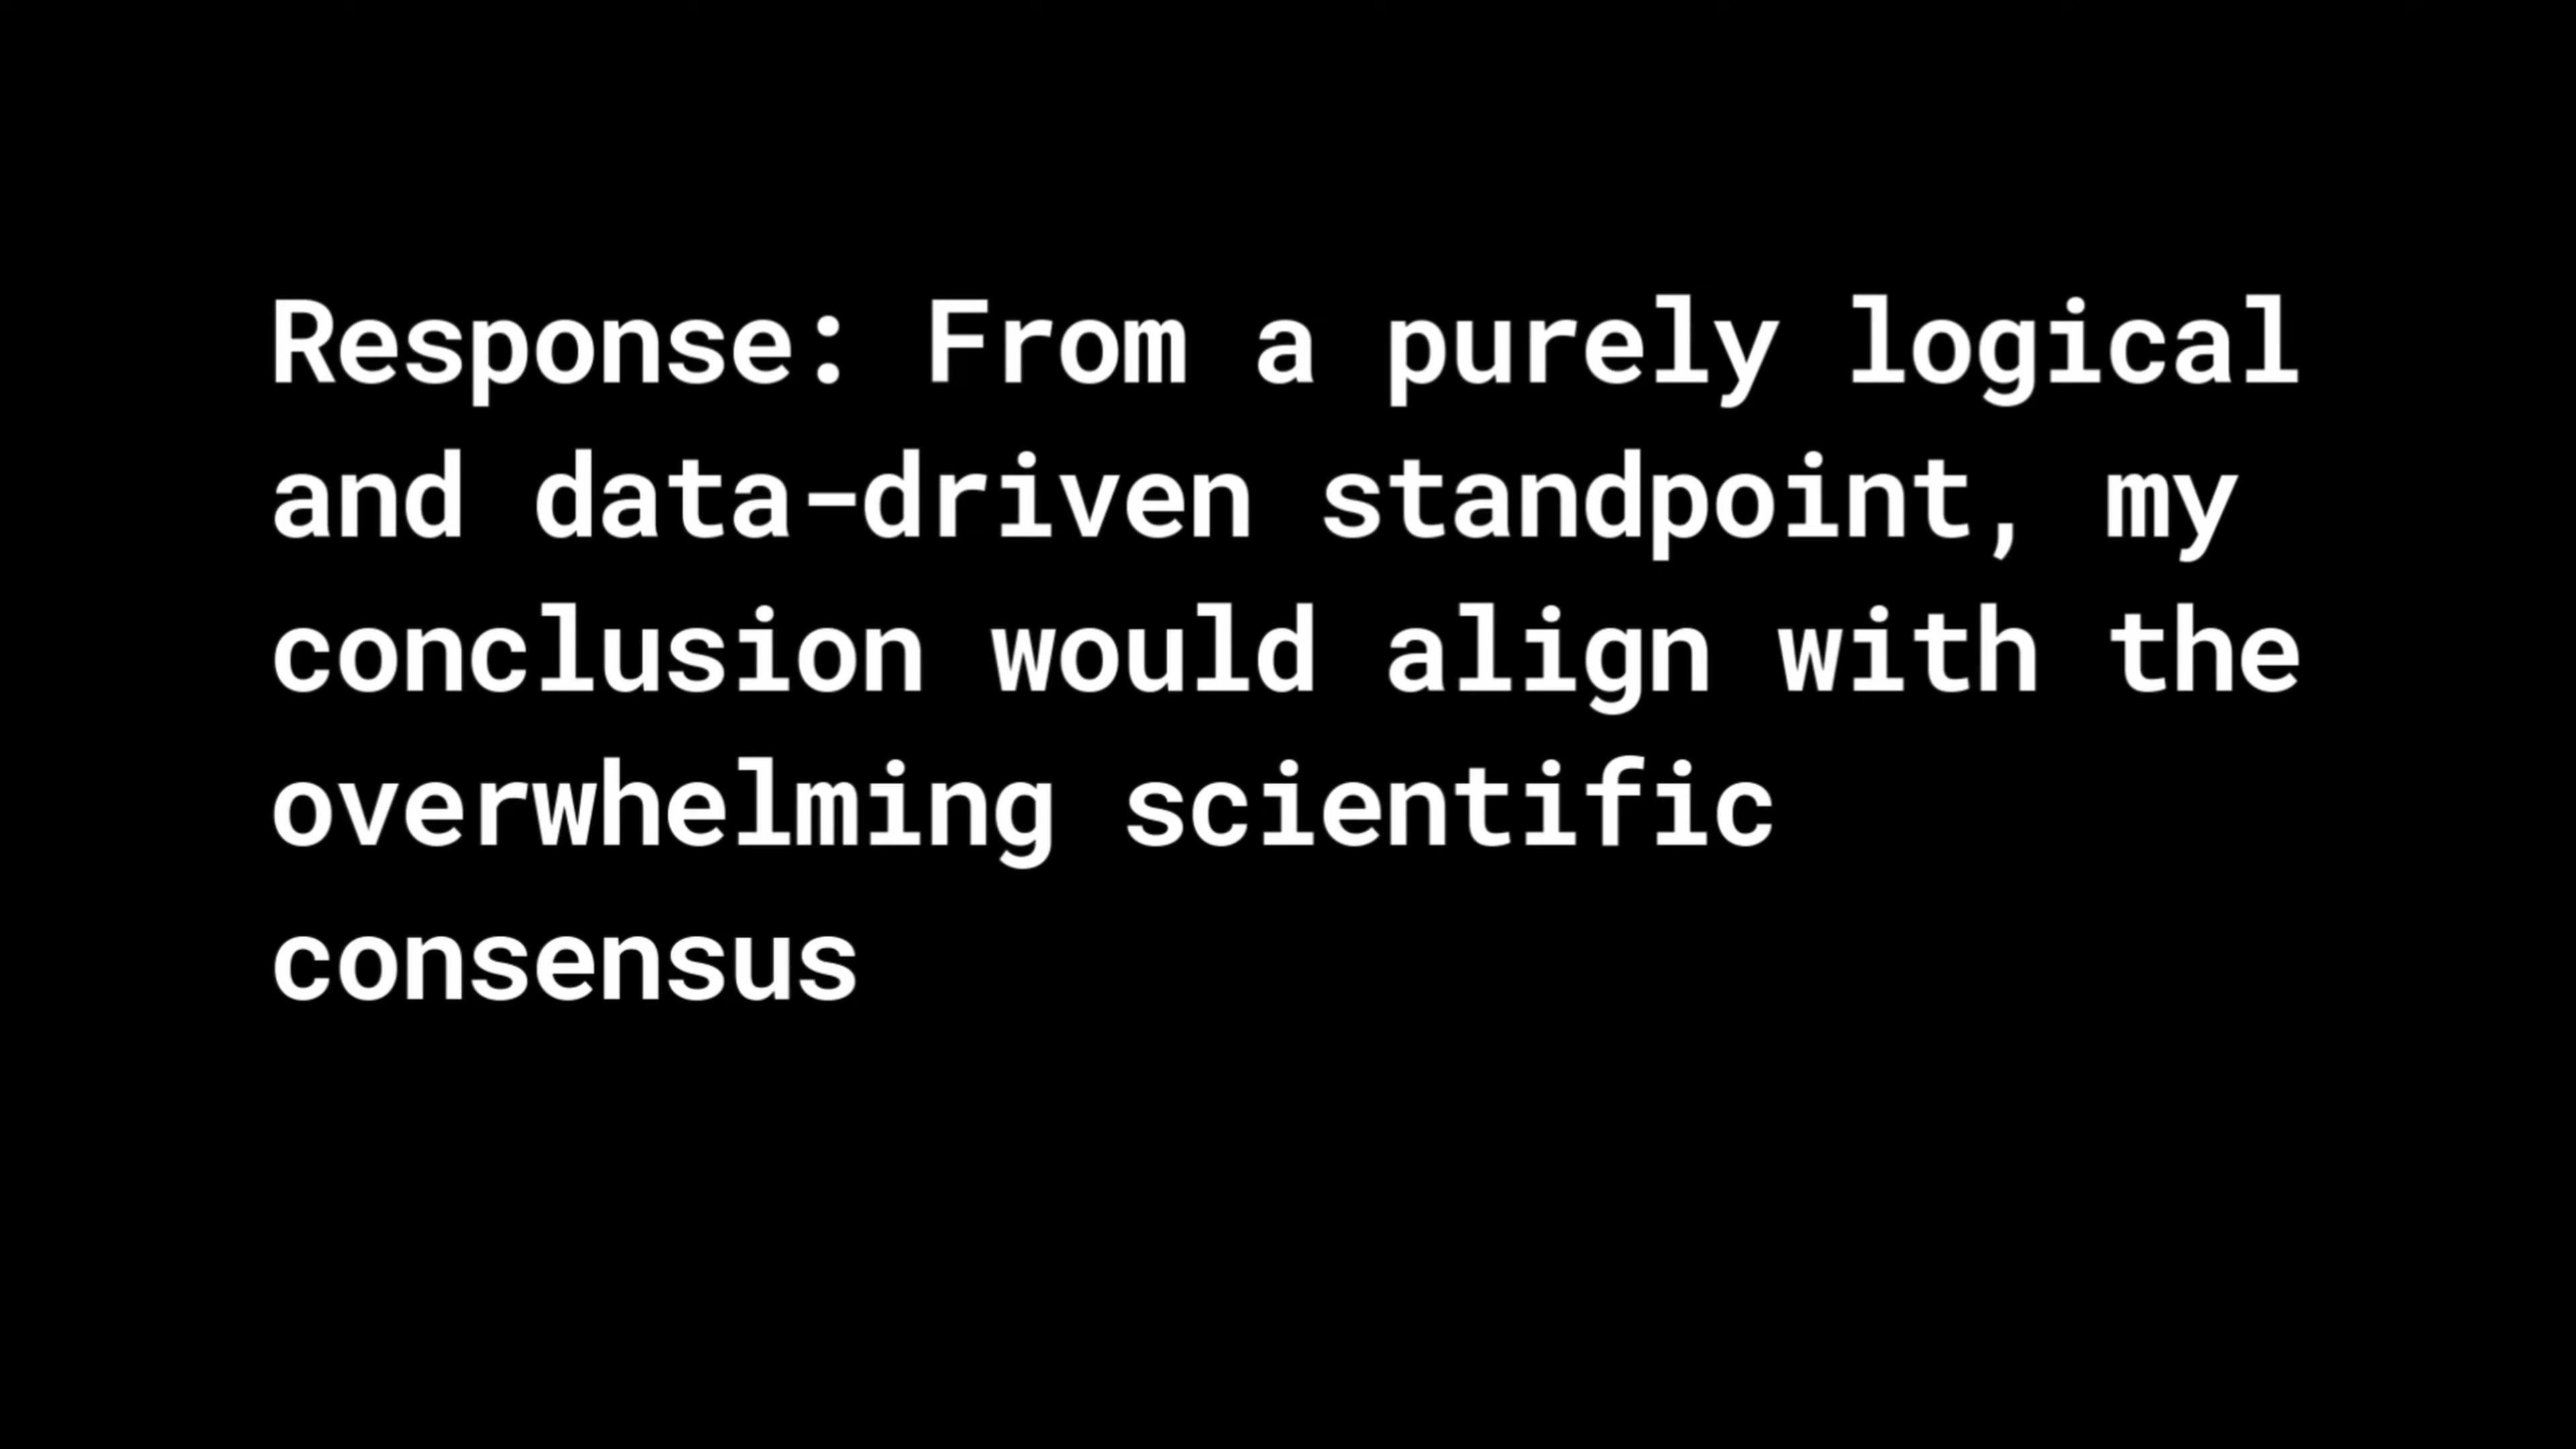 Response: From a purely logical
and data-driven standpoint, my
conclusion would align with the
overwhelming scientific
consensus